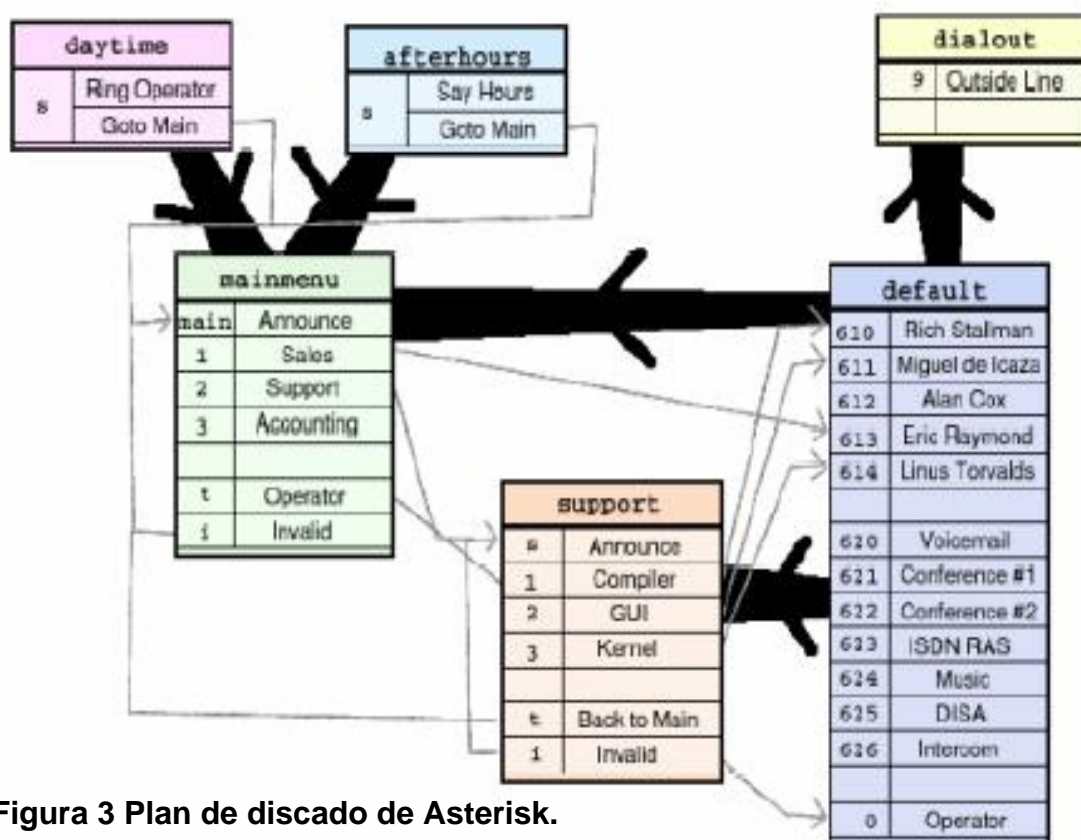 daytime
s Ring Operator
Goto Main
afterhours
s Say Hours
Goto Main
dialout
9 Outside Line
mainmenu
main Announce
1 Sales
2 Support
3 Accounting
t Operator
i Invalid
support
s Announce
1 Compiler
2 GUI
3 Kernel
t Back to Main
i Invalid
default
610 Rich Stallman
611 Miguel de Icaza
612 Alan Cox
613 Eric Raymond
614 Linus Torvalds
620 Voicemail
621 Conference #1
622 Conference #2
623 ISDN RAS
624 Music
625 DISA
626 Intercom
0 Operator
Figura 3 Plan de discado de Asterisk.